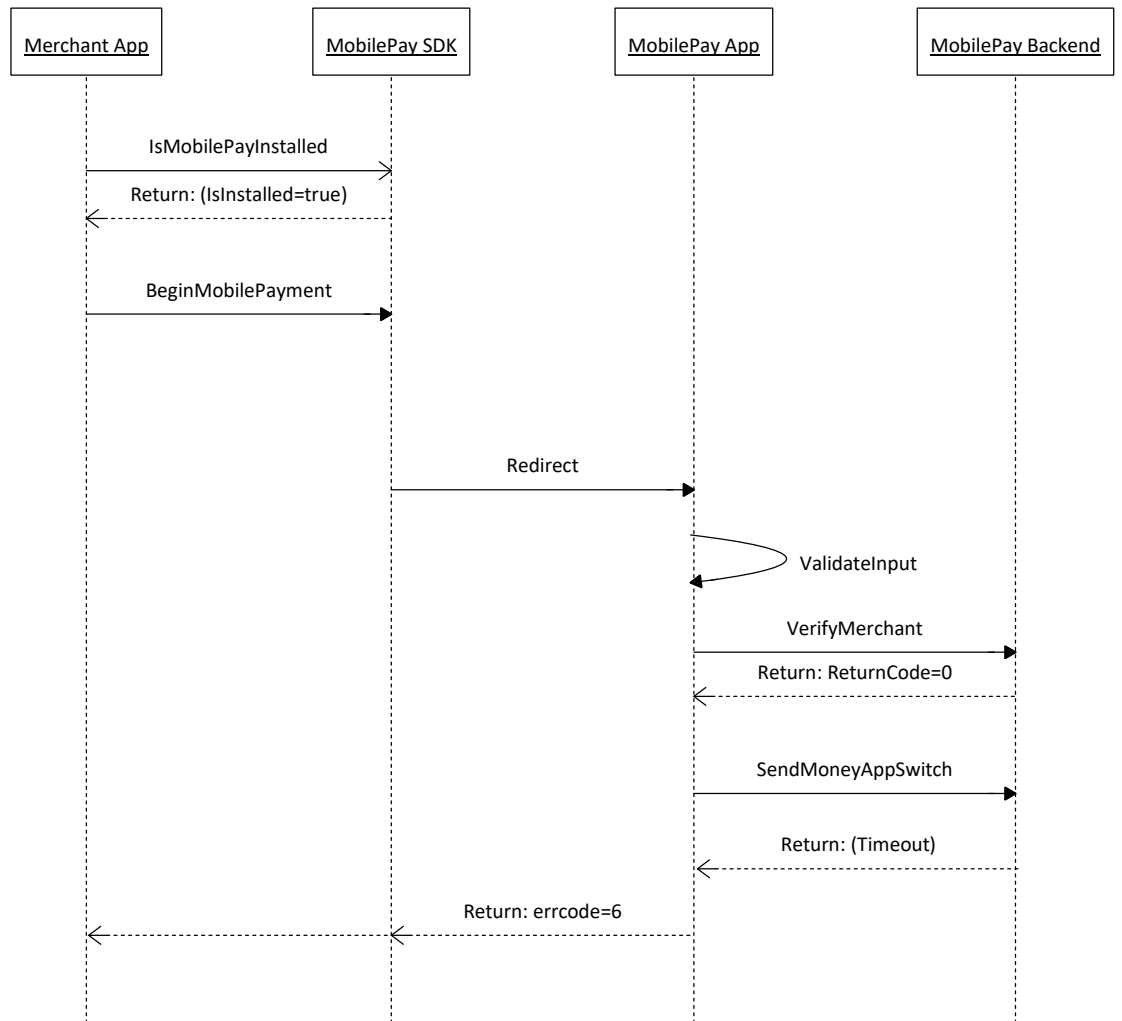 Merchant App
MobilePay SDK
MobilePay App
MobilePay Backend
IsMobilePayInstalled
Return: (IsInstalled=true)
BeginMobilePayment
Redirect
ValidateInput
VerifyMerchant
Return: ReturnCode=0
SendMoneyAppSwitch
Return: (Timeout)
Return: errcode=6